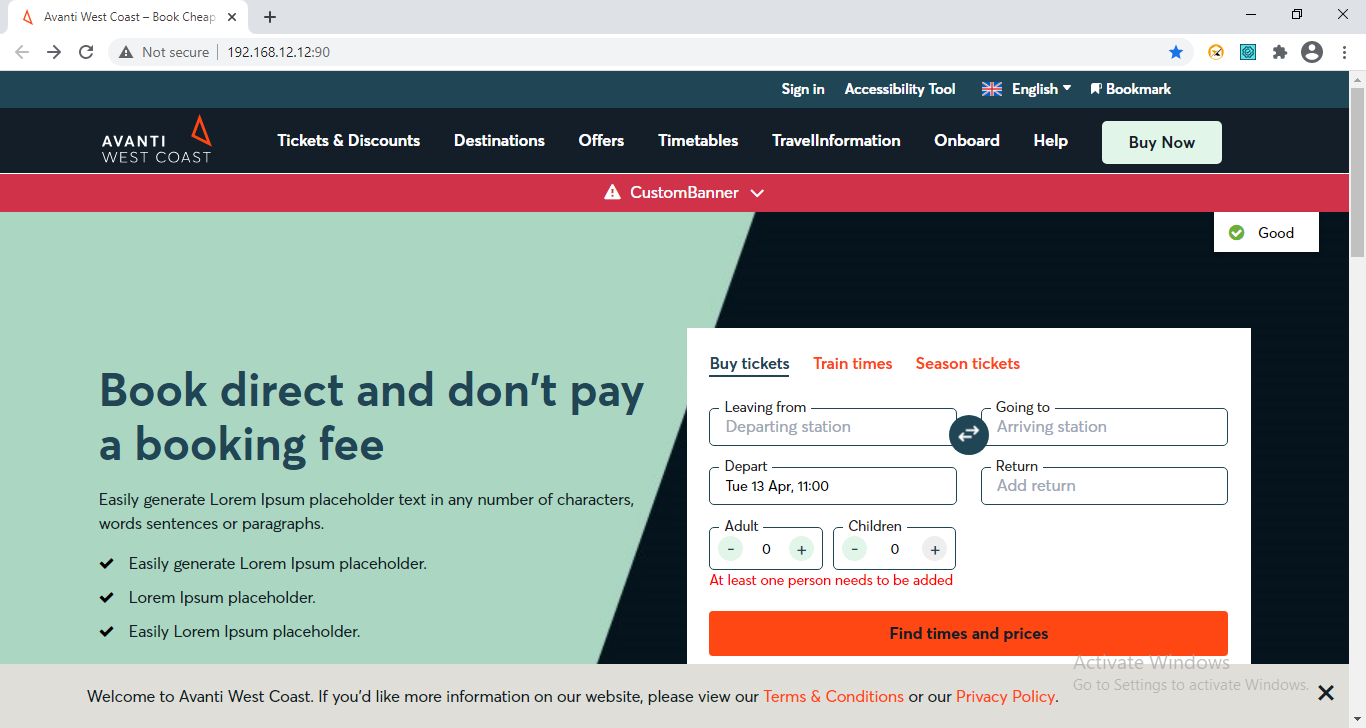 Avanti West Coast – Book Cheap
Not secure 192.168.12.12:90
Sign in Accessibility Tool English Bookmark
AVANTI
WEST COAST
Tickets & Discounts Destinations Offers Timetables TravelInformation Onboard Help Buy Now
CustomBanner
Good
Book direct and don't pay
a booking fee
Easily generate Lorem Ipsum placeholder text in any number of characters,
words sentences or paragraphs.
Easily generate Lorem Ipsum placeholder.
Lorem Ipsum placeholder.
Easily Lorem Ipsum placeholder.
Buy tickets Train times Season tickets
Leaving from Going to
Departing station Arriving station
Depart Return
Tue 13 Apr, 11:00 Add return
Adult Children
- 0 + - 0 +
At least one person needs to be added
Find times and prices
Activate Windows
Go to Settings to activate Windows.
Welcome to Avanti West Coast. If you'd like more information on our website, please view our Terms & Conditions or our Privacy Policy.